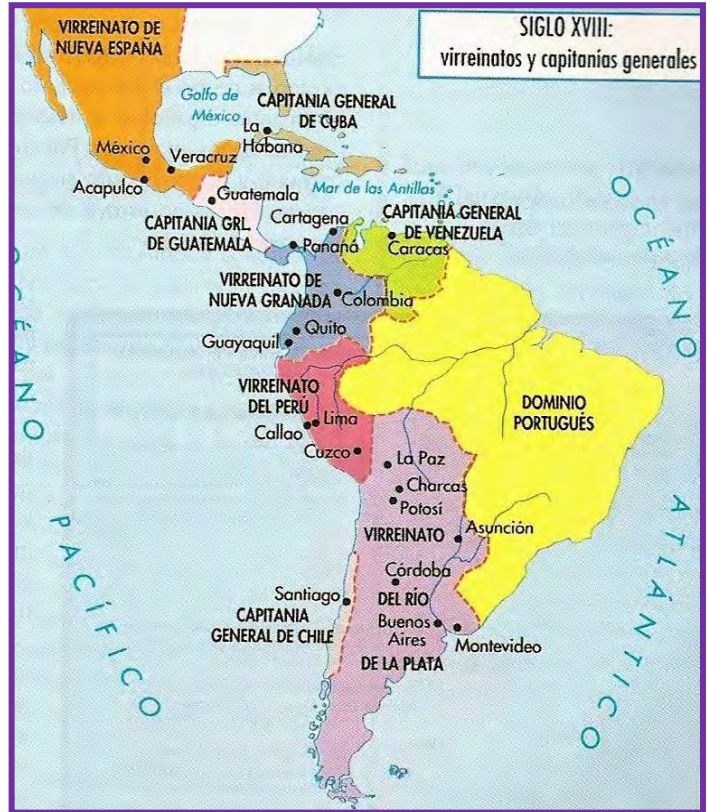 SIGLO XVIII:
virreinatos y capitanías generales
VIRREINATO DE
NUEVA ESPAÑA
Golfo de
México
CAPITANIA GENERAL
DE CUBA
La
Habana
México
Veracruz
Acapulco
Guatemala
Mar de las Antillas
CAPITANIA GRL.
DE GUATEMALA
Cartagena
Pananá
CAPITANIA GENERAL
DE VENEZUELA
Caracas
VIRREINATO DE
NUEVA GRANADA
Colombia
Quito
Guayaquil
VIRREINATO
DEL PERÚ
Lima
Callao
Cuzco
DOMINIO
PORTUGUÉS
La Paz
Charcas
Potosí
VIRREINATO
Asunción
Córdoba
DEL RÍO
Santiago
CAPITANIA
GENERAL DE CHILE
Buenos
Aires
Montevideo
DE LA PLATA
OCÉANO
PACÍFICO
OCÉANO
ATLÁNTICO